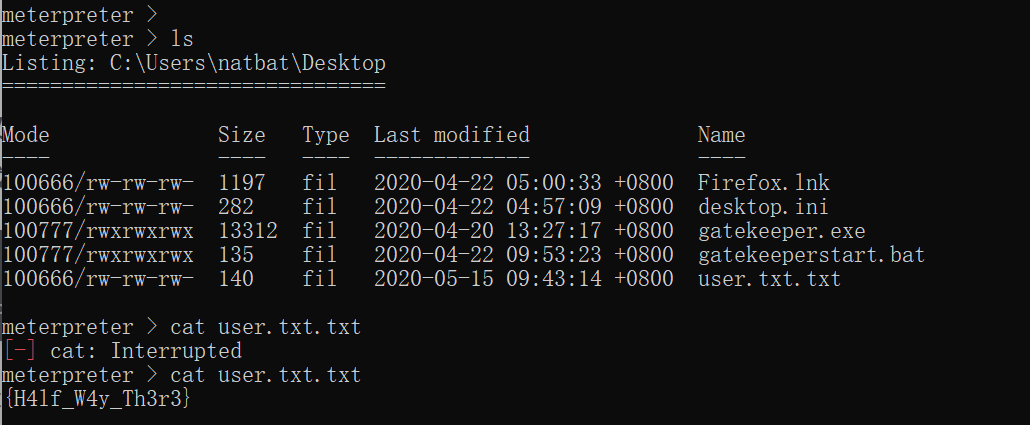 meterpreter >
meterpreter > ls
Listing: C:\Users\natbat\Desktop
================================
Mode              Size   Type  Last modified              Name
----              ----   ----  -------------              ----
100666/rw-rw-rw-  1197   fil   2020-04-22 05:00:33 +0800  Firefox.lnk
100666/rw-rw-rw-  282    fil   2020-04-22 04:57:09 +0800  desktop.ini
100777/rwxrwxrwx  13312  fil   2020-04-20 13:27:17 +0800  gatekeeper.exe
100777/rwxrwxrwx  135    fil   2020-04-22 09:53:23 +0800  gatekeeperstart.bat
100666/rw-rw-rw-  140    fil   2020-05-15 09:43:14 +0800  user.txt.txt
meterpreter > cat user.txt.txt
[-] cat: Interrupted
meterpreter > cat user.txt.txt
{H4lf_W4y_Th3r3}